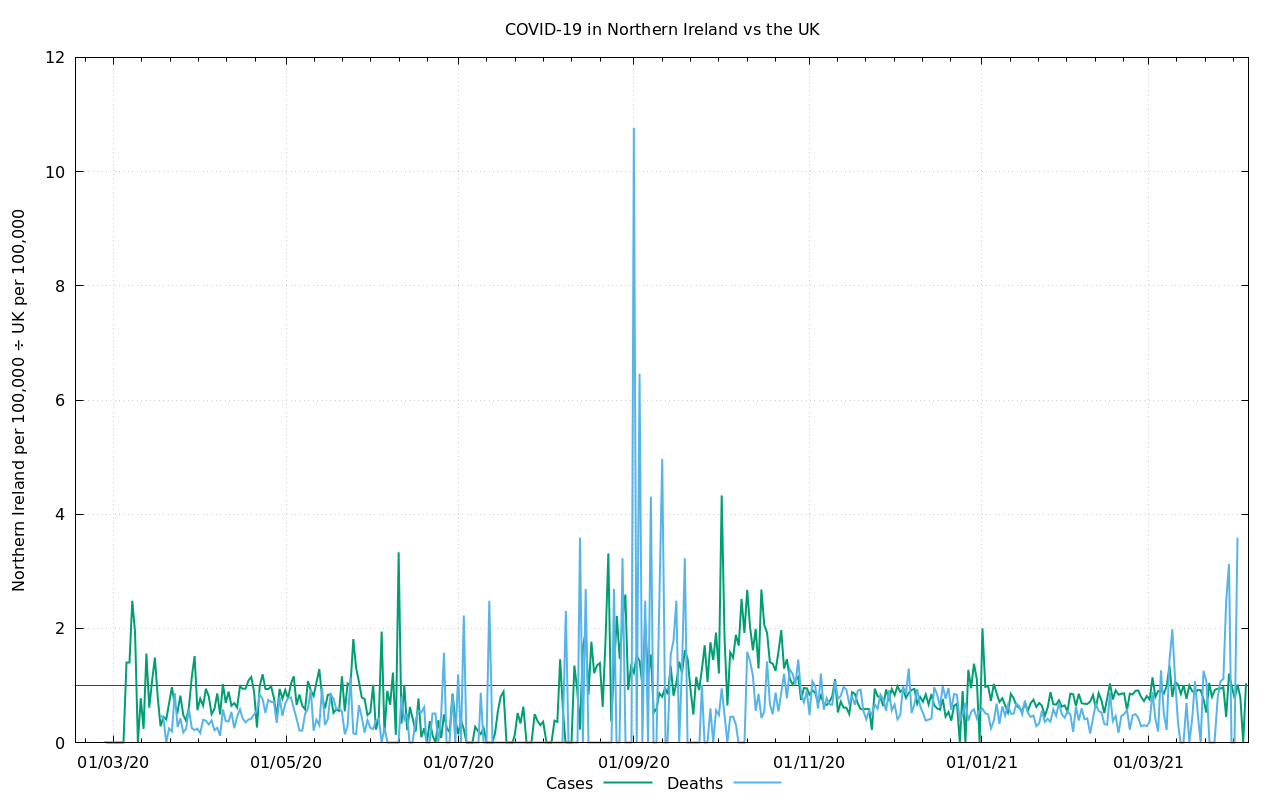 COVID-19 in Northern Ireland vs the UK
Northern Ireland per 100,000 ÷ UK per 100,000
12
10
8
6
4
2
0
01/03/20 01/05/20 01/07/20 01/09/20 01/11/20 01/01/21 01/03/21
Cases Deaths